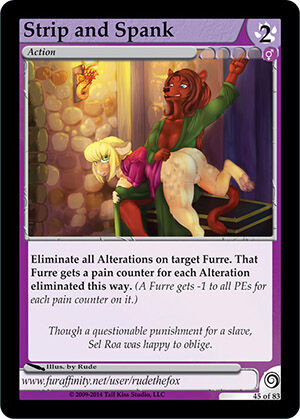 Strip and Spank
2
Action
Eliminate all Alterations on target Furre. That
Furre gets a pain counter for each Alteration
eliminated this way. (A Furre gets -1 to all PEs for
each pain counter on it.)
Though a questionable punishment for a slave,
Sel Roa was happy to oblige.
Illus. by Rude
www.furaffinity.net/user/rudethefox
©2009-2014 Tail Kiss Studio, LLC
45 of 83